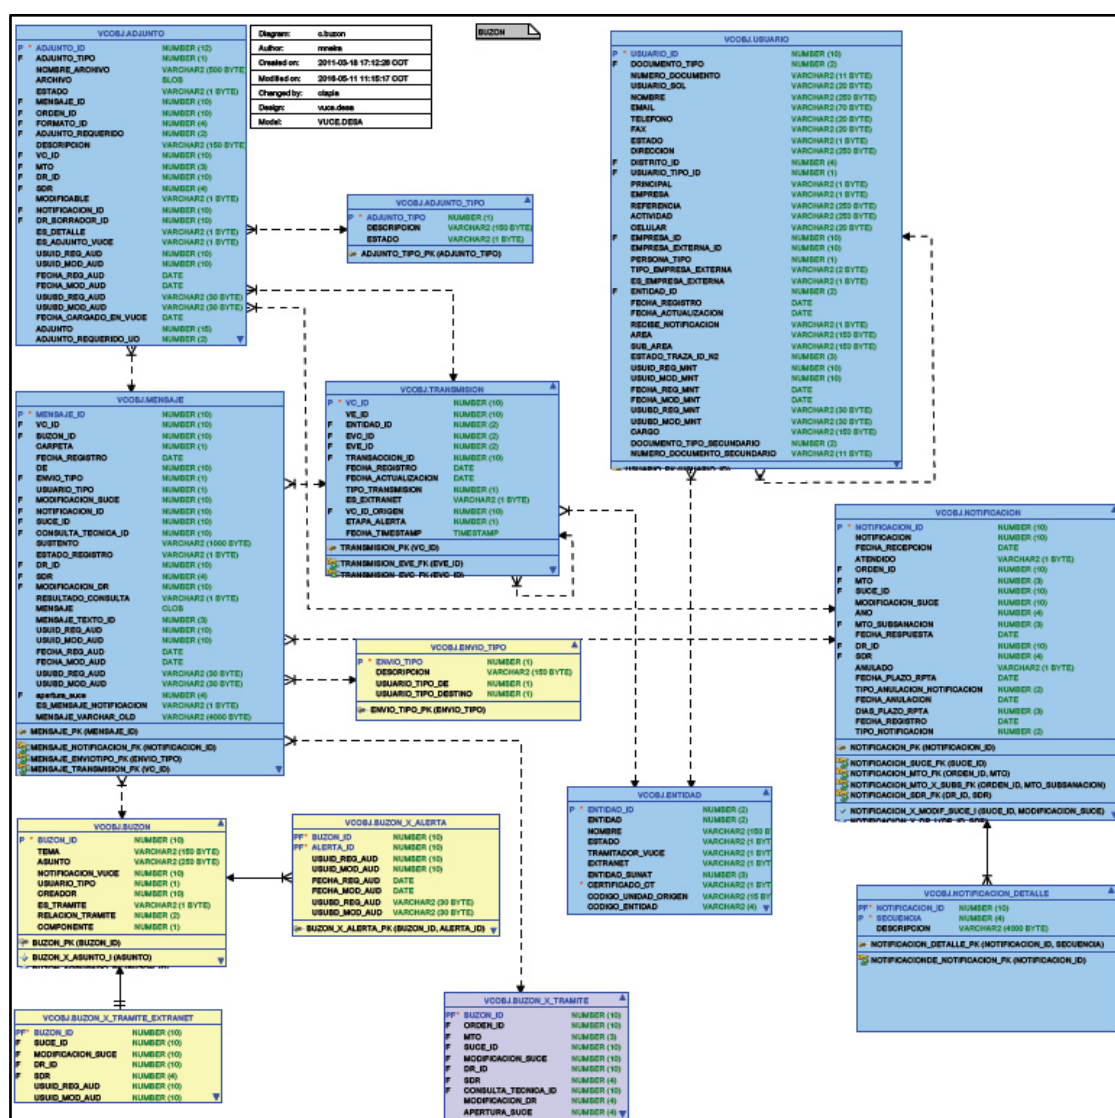 VCOBJ.ADJUNTO
P * ADJUNTO_ID NUMBER (12)
F ADJUNTO_TIPO NUMBER (1)
NOMBRE_ARCHIVO VARCHAR2 (500 BYTE)
ARCHIVO BLOB
ESTADO VARCHAR2 (1 BYTE)
F MENSAJE_ID NUMBER (10)
F ORDEN_ID NUMBER (10)
F FORMATO_ID NUMBER (4)
F ADJUNTO_REQUERIDO NUMBER (2)
DESCRIPCION VARCHAR2 (150 BYTE)
F VC_ID NUMBER (10)
F MTO NUMBER (3)
F DR_ID NUMBER (10)
F SDR NUMBER (4)
MODIFICABLE VARCHAR2 (1 BYTE)
F NOTIFICACION_ID NUMBER (10)
F DR_BORRADOR_ID NUMBER (10)
ES_DETALLE VARCHAR2 (1 BYTE)
ES_ADJUNTO_VUCE VARCHAR2 (1 BYTE)
USUID_REG_AUD NUMBER (10)
USUID_MOD_AUD NUMBER (10)
FECHA_REG_AUD DATE
FECHA_MOD_AUD DATE
USUBD_REG_AUD VARCHAR2 (30 BYTE)
USUBD_MOD_AUD VARCHAR2 (30 BYTE)
FECHA_CARGADO_EN_VUCE DATE
ADJUNTO NUMBER (15)
ADJUNTO_REQUERIDO_UO NUMBER (2)
Diagram: c.buzon
Author: mneira
Created on: 2011-03-18 17:12:26 COT
Modified on: 2016-05-11 11:15:17 COT
Changed by: ctapia
Design: vuce.desa
Model: VUCE.DESA
BUZON
VCOBJ.USUARIO
P * USUARIO_ID NUMBER (10)
F DOCUMENTO_TIPO NUMBER (2)
NUMERO_DOCUMENTO VARCHAR2 (11 BYTE)
USUARIO_SOL VARCHAR2 (20 BYTE)
NOMBRE VARCHAR2 (250 BYTE)
EMAIL VARCHAR2 (70 BYTE)
TELEFONO VARCHAR2 (20 BYTE)
FAX VARCHAR2 (20 BYTE)
ESTADO VARCHAR2 (1 BYTE)
DIRECCION VARCHAR2 (250 BYTE)
F DISTRITO_ID NUMBER (4)
F USUARIO_TIPO_ID NUMBER (1)
PRINCIPAL VARCHAR2 (1 BYTE)
EMPRESA VARCHAR2 (1 BYTE)
REFERENCIA VARCHAR2 (250 BYTE)
ACTIVIDAD VARCHAR2 (250 BYTE)
CELULAR VARCHAR2 (20 BYTE)
F EMPRESA_ID NUMBER (10)
EMPRESA_EXTERNA_ID NUMBER (10)
PERSONA_TIPO NUMBER (1)
TIPO_EMPRESA_EXTERNA VARCHAR2 (2 BYTE)
ES_EMPRESA_EXTERNA VARCHAR2 (1 BYTE)
F ENTIDAD_ID NUMBER (2)
FECHA_REGISTRO DATE
FECHA_ACTUALIZACION DATE
RECIBE_NOTIFICACION VARCHAR2 (1 BYTE)
AREA VARCHAR2 (150 BYTE)
SUB_AREA VARCHAR2 (150 BYTE)
ESTADO_TRAZA_ID_N2 NUMBER (3)
USUID_REG_MNT NUMBER (10)
USUID_MOD_MNT NUMBER (10)
FECHA_REG_MNT DATE
FECHA_MOD_MNT DATE
USUBD_REG_MNT VARCHAR2 (30 BYTE)
USUBD_MOD_MNT VARCHAR2 (30 BYTE)
CARGO VARCHAR2 (150 BYTE)
DOCUMENTO_TIPO_SECUNDARIO NUMBER (2)
NUMERO_DOCUMENTO_SECUNDARIO VARCHAR2 (11 BYTE)
VCOBJ.ADJUNTO_TIPO
P * ADJUNTO_TIPO NUMBER (1)
DESCRIPCION VARCHAR2 (150 BYTE)
ESTADO VARCHAR2 (1 BYTE)
ADJUNTO_TIPO_PK (ADJUNTO_TIPO)
VCOBJ.MENSAJE
P * MENSAJE_ID NUMBER (10)
F VC_ID NUMBER (10)
F BUZON_ID NUMBER (10)
CARPETA NUMBER (1)
FECHA_REGISTRO DATE
DE NUMBER (10)
F ENVIO_TIPO NUMBER (1)
USUARIO_TIPO NUMBER (1)
F MODIFICACION_SUCE NUMBER (10)
F NOTIFICACION_ID NUMBER (10)
F SUCE_ID NUMBER (10)
F CONSULTA_TECNICA_ID NUMBER (10)
SUSTENTO VARCHAR2 (1000 BYTE)
ESTADO_REGISTRO VARCHAR2 (1 BYTE)
F DR_ID NUMBER (10)
F SDR NUMBER (4)
F MODIFICACION_DR NUMBER (10)
RESULTADO_CONSULTA VARCHAR2 (1 BYTE)
MENSAJE CLOB
MENSAJE_TEXTO_ID NUMBER (3)
USUID_REG_AUD NUMBER (10)
USUID_MOD_AUD NUMBER (10)
FECHA_REG_AUD DATE
FECHA_MOD_AUD DATE
USUBD_REG_AUD VARCHAR2 (30 BYTE)
USUBD_MOD_AUD VARCHAR2 (30 BYTE)
F apertura_suce NUMBER (4)
ES_MENSAJE_NOTIFICACION VARCHAR2 (1 BYTE)
MENSAJE_VARCHAR_OLD VARCHAR2 (4000 BYTE)
MENSAJE_PK (MENSAJE_ID)
MENSAJE_NOTIFICACION_FK (NOTIFICACION_ID)
MENSAJE_ENVIOTIPO_FK (ENVIO_TIPO)
MENSAJE_TRANSMISION_FK (VC_ID)
VCOBJ.TRANSMISION
P * VC_ID NUMBER (10)
VE_ID NUMBER (10)
F ENTIDAD_ID NUMBER (2)
F EVC_ID NUMBER (2)
F EVE_ID NUMBER (2)
F TRANSACCION_ID NUMBER (10)
FECHA_REGISTRO DATE
FECHA_ACTUALIZACION DATE
TIPO_TRANSMISION NUMBER (1)
ES_EXTRANET VARCHAR2 (1 BYTE)
F VC_ID_ORIGEN NUMBER (10)
ETAPA_ALERTA NUMBER (1)
FECHA_TIMESTAMP TIMESTAMP
TRANSMISION_PK (VC_ID)
TRANSMISION_EVE_FK (EVE_ID)
TRANSMISION_EVC_FK (EVC_ID)
VCOBJ.NOTIFICACION
P * NOTIFICACION_ID NUMBER (10)
NOTIFICACION NUMBER (10)
FECHA_RECEPCION DATE
ATENDIDO VARCHAR2 (1 BYTE)
F ORDEN_ID NUMBER (10)
F MTO NUMBER (3)
F SUCE_ID NUMBER (10)
MODIFICACION_SUCE NUMBER (10)
ANO NUMBER (4)
F MTO_SUBSANACION NUMBER (3)
FECHA_RESPUESTA DATE
F DR_ID NUMBER (10)
F SDR NUMBER (4)
ANULADO VARCHAR2 (1 BYTE)
FECHA_PLAZO_RPTA DATE
TIPO_ANULACION_NOTIFICACION NUMBER (2)
FECHA_ANULACION DATE
DIAS_PLAZO_RPTA NUMBER (3)
FECHA_REGISTRO DATE
TIPO_NOTIFICACION NUMBER (2)
NOTIFICACION_PK (NOTIFICACION_ID)
NOTIFICACION_SUCE_FK (SUCE_ID)
NOTIFICACION_MTO_FK (ORDEN_ID, MTO)
NOTIFICACION_MTO_X_SUBS_FK (ORDEN_ID, MTO_SUBSANACION)
NOTIFICACION_SDR_FK (DR_ID, SDR)
NOTIFICACION_X_MODIF_SUCE_I (SUCE_ID, MODIFICACION_SUCE)
VCOBJ.ENVIO_TIPO
P * ENVIO_TIPO NUMBER (1)
DESCRIPCION VARCHAR2 (150 BYTE)
USUARIO_TIPO_DE NUMBER (1)
USUARIO_TIPO_DESTINO NUMBER (1)
ENVIO_TIPO_PK (ENVIO_TIPO)
VCOBJ.ENTIDAD
P * ENTIDAD_ID NUMBER (2)
ENTIDAD NUMBER (2)
NOMBRE VARCHAR2 (150 B
ESTADO VARCHAR2 (1 BYT
TRAMITADOR_VUCE VARCHAR2 (1 BYT
EXTRANET VARCHAR2 (1 BYT
ENTIDAD_SUNAT NUMBER (3)
* CERTIFICADO_OT VARCHAR2 (1 BYT
CODIGO_UNIDAD_ORIGEN VARCHAR2 (15 B
CODIGO_ENTIDAD VARCHAR2 (4)
VCOBJ.BUZON
P * BUZON_ID NUMBER (10)
TEMA VARCHAR2 (150 BYTE)
ASUNTO VARCHAR2 (250 BYTE)
NOTIFICACION_VUCE NUMBER (10)
USUARIO_TIPO NUMBER (1)
CREADOR NUMBER (10)
ES_TRAMITE VARCHAR2 (1 BYTE)
RELACION_TRAMITE NUMBER (2)
COMPONENTE NUMBER (1)
BUZON_PK (BUZON_ID)
BUZON_X_ASUNTO_I (ASUNTO)
VCOBJ.BUZON_X_ALERTA
PF* BUZON_ID NUMBER (10)
PF* ALERTA_ID NUMBER (10)
USUID_REG_AUD NUMBER (10)
USUID_MOD_AUD NUMBER (10)
FECHA_REG_AUD DATE
FECHA_MOD_AUD DATE
USUBD_REG_AUD VARCHAR2 (30 BYTE)
USUBD_MOD_AUD VARCHAR2 (30 BYTE)
BUZON_X_ALERTA_PK (BUZON_ID, ALERTA_ID)
VCOBJ.NOTIFICACION_DETALLE
PF* NOTIFICACION_ID NUMBER (10)
P * SECUENCIA NUMBER (4)
DESCRIPCION VARCHAR2 (4000 BYTE)
NOTIFICACION_DETALLE_PK (NOTIFICACION_ID, SECUENCIA)
NOTIFICACIONDE_NOTIFICACION_FK (NOTIFICACION_ID)
VCOBJ.BUZON_X_TRAMITE_EXTRANET
PF* BUZON_ID NUMBER (10)
F SUCE_ID NUMBER (10)
F MODIFICACION_SUCE NUMBER (10)
F DR_ID NUMBER (10)
F SDR NUMBER (4)
USUID_REG_AUD NUMBER (10)
USUID_MOD_AUD NUMBER (10)
VCOBJ.BUZON_X_TRAMITE
PF* BUZON_ID NUMBER (10)
F ORDEN_ID NUMBER (10)
F MTO NUMBER (3)
F SUCE_ID NUMBER (10)
F MODIFICACION_SUCE NUMBER (10)
F DR_ID NUMBER (10)
F SDR NUMBER (4)
F CONSULTA_TECNICA_ID NUMBER (10)
MODIFICACION_DR NUMBER (4)
APERTURA_SUCE NUMBER (4)